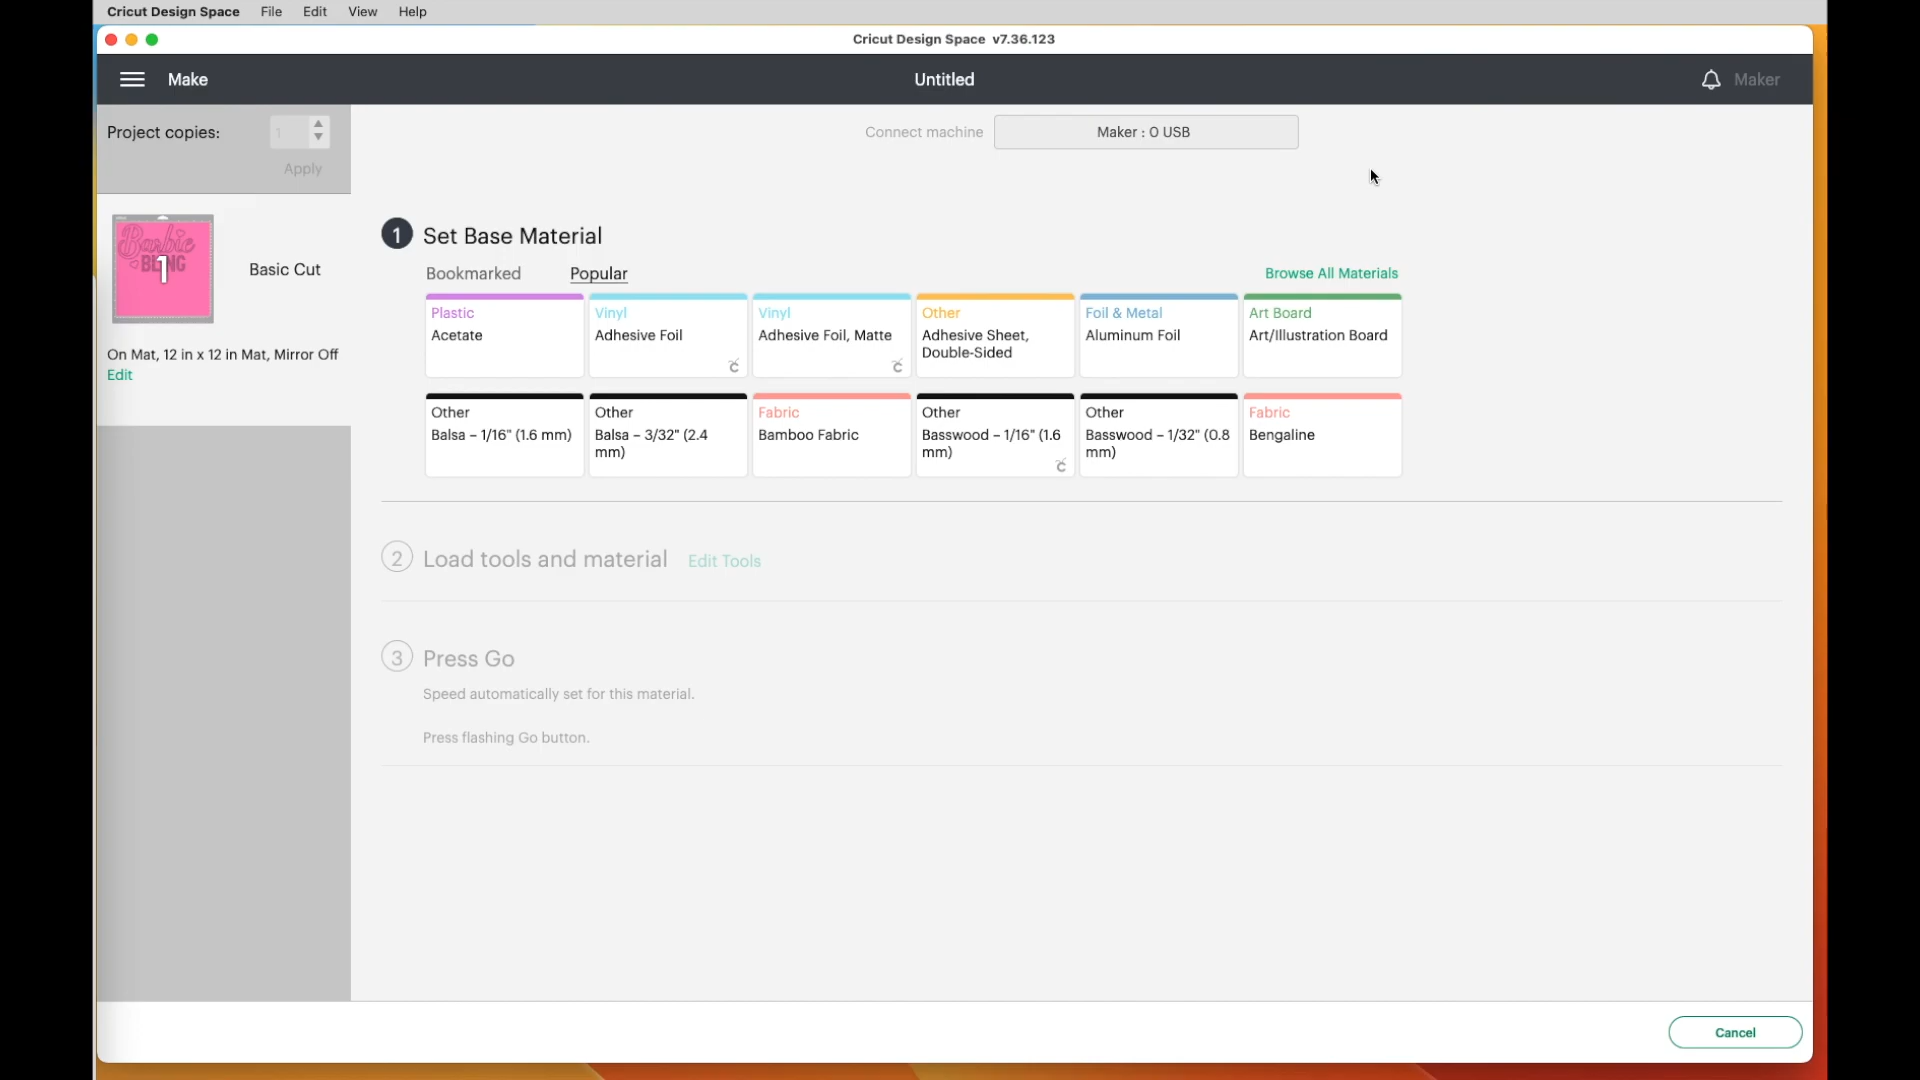 Cricut Design Space File Edit View Help
Cricut Design Space v7.36.123
Make Untitled Maker
Project copies: 1
Apply
Connect machine Maker : 0 USB
Barbie
BLING
1
Basic Cut
On Mat, 12 in x 12 in Mat, Mirror Off
Edit
1 Set Base Material
Bookmarked Popular Browse All Materials
Plastic
Acetate
Vinyl
Adhesive Foil
Vinyl
Adhesive Foil, Matte
Other
Adhesive Sheet,
Double-Sided
Foil & Metal
Aluminum Foil
Art Board
Art/Illustration Board
Other
Balsa – 1/16" (1.6 mm)
Other
Balsa – 3/32" (2.4
mm)
Fabric
Bamboo Fabric
Other
Basswood – 1/16" (1.6
mm)
Other
Basswood – 1/32" (0.8
mm)
Fabric
Bengaline
2 Load tools and material Edit Tools
3 Press Go
Speed automatically set for this material.
Press flashing Go button.
Cancel